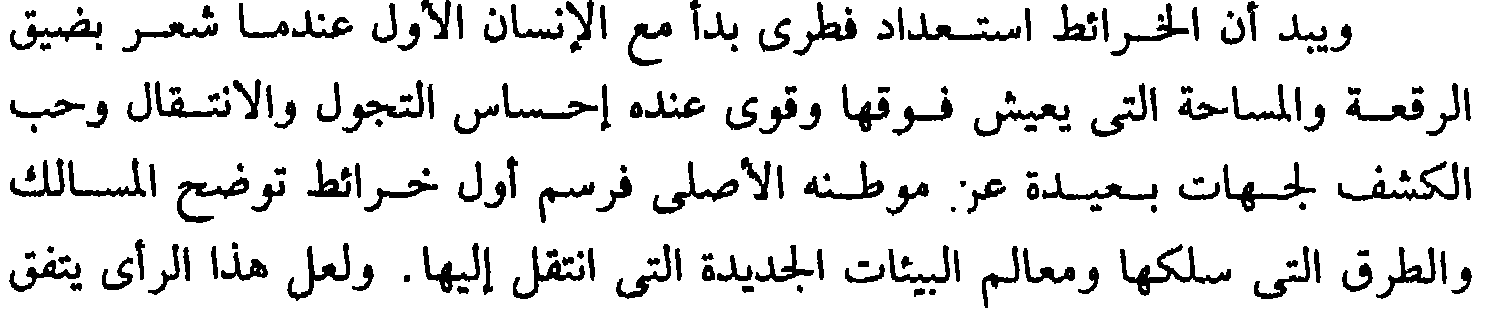 ويبد أن الخرائط استعداد فطرى بدأ مع الإنسان الأول عندما شعر بضيق
الرقعة والمساحة التى يعيش فوقها وقوى عنده إحساس التجول والانتقال وحب
الكشف لجهات بعيدة عن موطنه الأصلى فرسم أول خرائط توضح المسالك
والطرق التى سلكها ومعالم البيئات الجديدة التى انتقل إليها. ولعل هذا الرأى يتفق